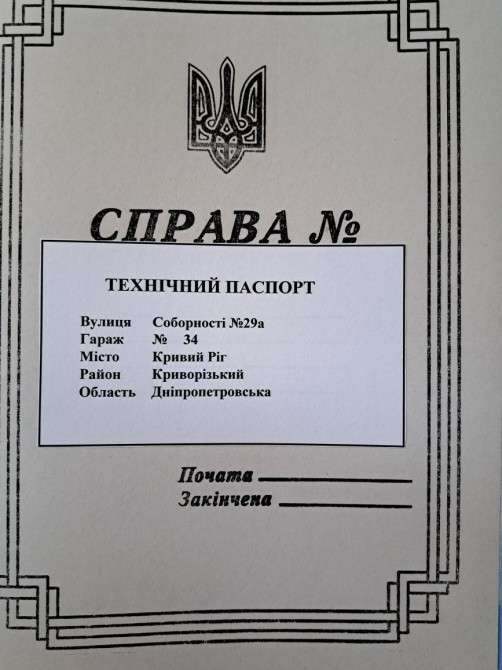 СПРАВА №
ТЕХНІЧНИЙ ПАСПОРТ
Вулиця Соборності №29а
Гараж № 34
Місто Кривий Ріг
Район Криворізький
Область Дніпропетровська
Почата
Закінчена